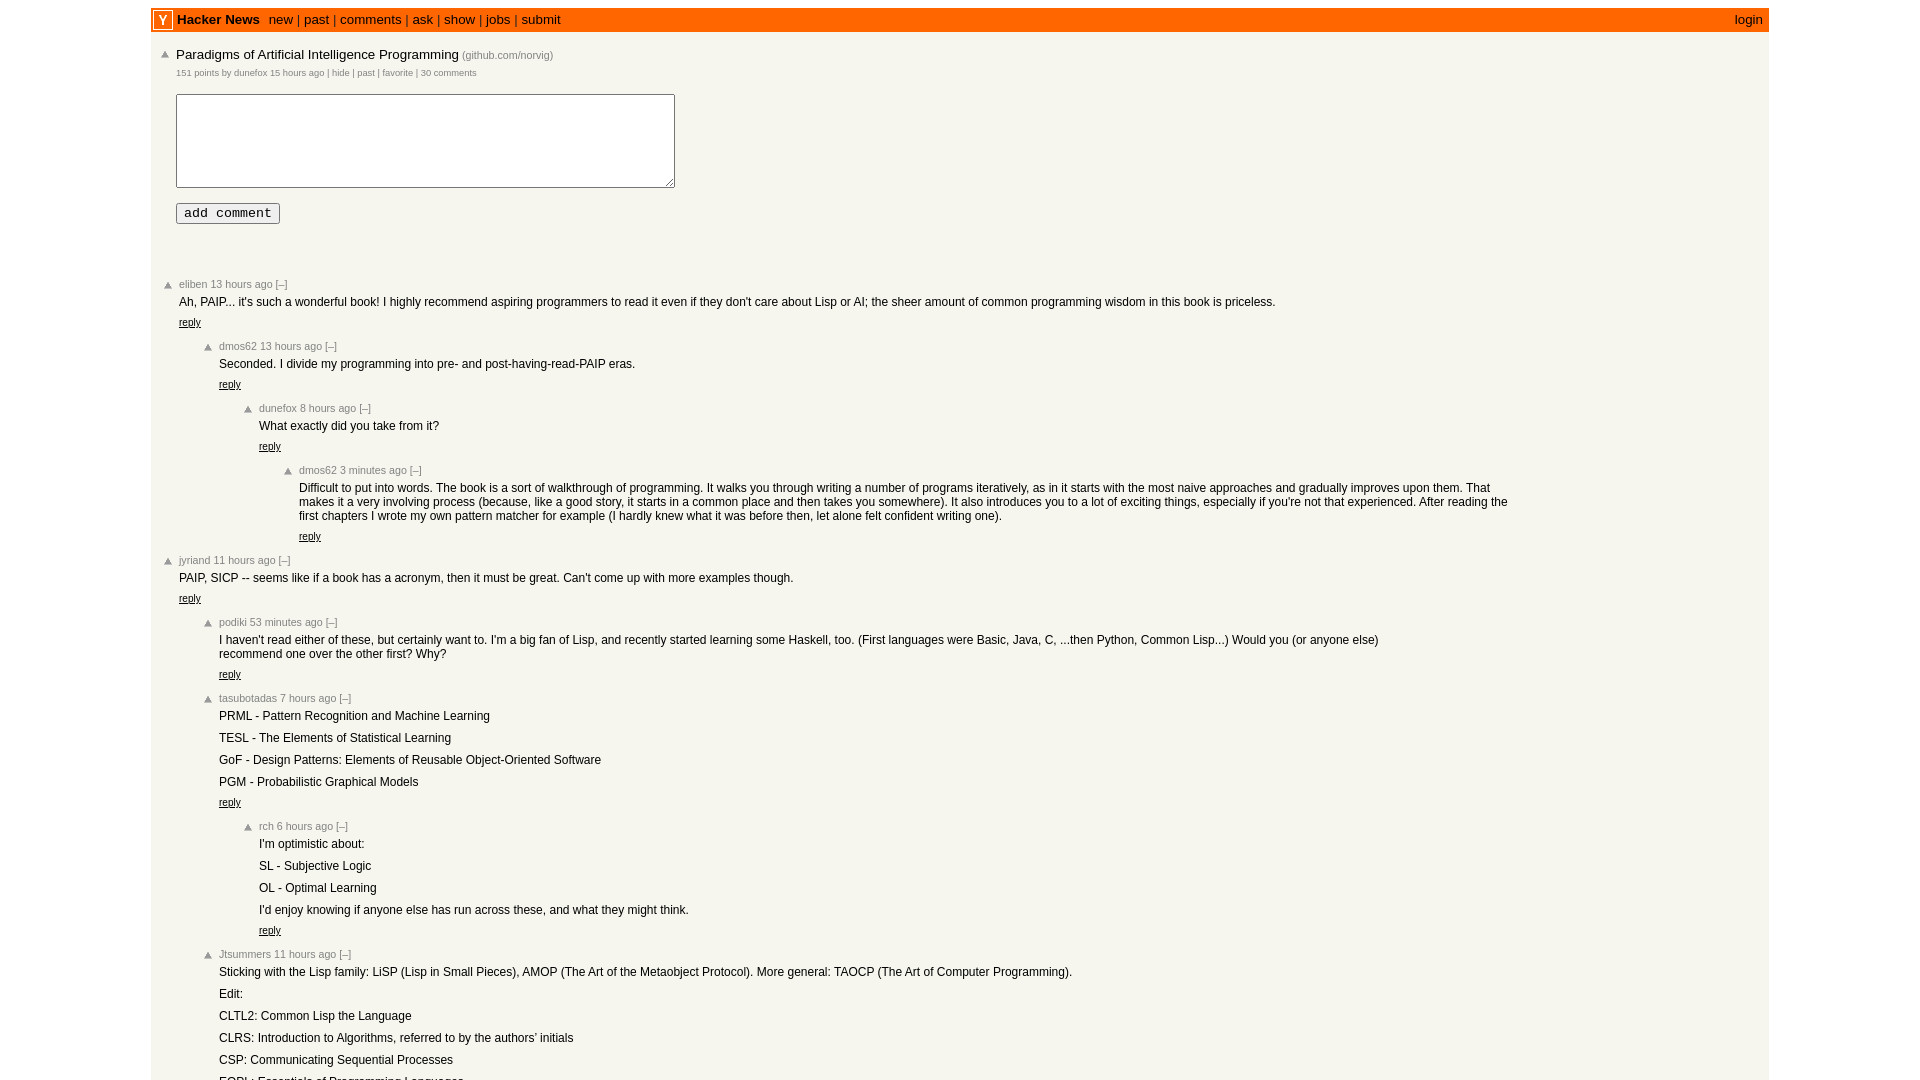 Y Hacker News new | past | comments | ask | show | jobs | submit login
Paradigms of Artificial Intelligence Programming (github.com/norvig)
151 points by dunefox 15 hours ago | hide | past | favorite | 30 comments
add comment
eliben 13 hours ago [–]
Ah, PAIP... it's such a wonderful book! I highly recommend aspiring programmers to read it even if they don't care about Lisp or AI; the sheer amount of common programming wisdom in this book is priceless.
reply
dmos62 13 hours ago [–]
Seconded. I divide my programming into pre- and post-having-read-PAIP eras.
reply
dunefox 8 hours ago [–]
What exactly did you take from it?
reply
dmos62 3 minutes ago [–]
Difficult to put into words. The book is a sort of walkthrough of programming. It walks you through writing a number of programs iteratively, as in it starts with the most naive approaches and gradually improves upon them. That
makes it a very involving process (because, like a good story, it starts in a common place and then takes you somewhere). It also introduces you to a lot of exciting things, especially if you're not that experienced. After reading the
first chapters I wrote my own pattern matcher for example (I hardly knew what it was before then, let alone felt confident writing one).
reply
jyriand 11 hours ago [–]
PAIP, SICP -- seems like if a book has a acronym, then it must be great. Can't come up with more examples though.
reply
podiki 53 minutes ago [–]
I haven't read either of these, but certainly want to. I'm a big fan of Lisp, and recently started learning some Haskell, too. (First languages were Basic, Java, C, ...then Python, Common Lisp...) Would you (or anyone else)
recommend one over the other first? Why?
reply
tasubotadas 7 hours ago [–]
PRML - Pattern Recognition and Machine Learning
TESL - The Elements of Statistical Learning
GoF - Design Patterns: Elements of Reusable Object-Oriented Software
PGM - Probabilistic Graphical Models
reply
rch 6 hours ago [–]
I'm optimistic about:
SL - Subjective Logic
OL - Optimal Learning
I'd enjoy knowing if anyone else has run across these, and what they might think.
reply
Jtsummers 11 hours ago [–]
Sticking with the Lisp family: LiSP (Lisp in Small Pieces), AMOP (The Art of the Metaobject Protocol). More general: TAOCP (The Art of Computer Programming).
Edit:
CLTL2: Common Lisp the Language
CLRS: Introduction to Algorithms, referred to by the authors' initials
CSP: Communicating Sequential Processes
EOPL: Essentials of Programming Languages